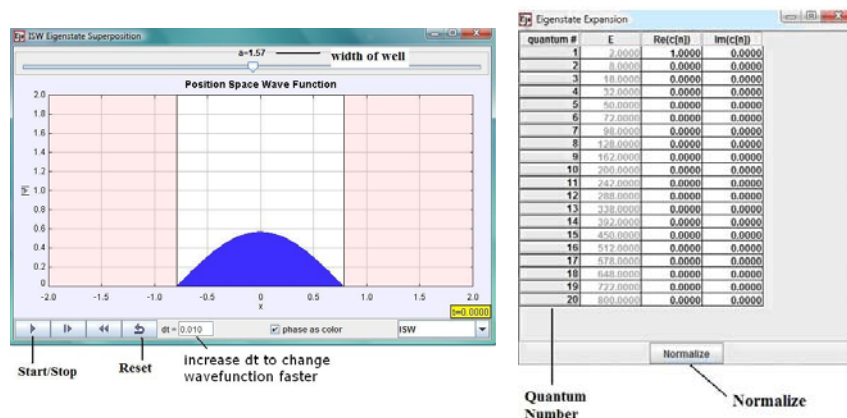 Ejs ISW Eigenstate Superposition
a=1.57
width of well
Position Space Wave Function
2.0
1.8
1.6
1.4
1.2
1.0
0.8
0.6
0.4
0.2
0
|Ψ|
-2.0 -1.5 -1.0 -0.5 0 0.5 1.0 1.5 2.0
x
t=0.0000
dt = 0.010
phase as color
ISW
Start/Stop
Reset
increase dt to change
wavefunction faster
Ejs Eigenstate Expansion
quantum # E Re(c[n]) Im(c[n])
1 2.0000 1.0000 0.0000
2 8.0000 0.0000 0.0000
3 18.0000 0.0000 0.0000
4 32.0000 0.0000 0.0000
5 50.0000 0.0000 0.0000
6 72.0000 0.0000 0.0000
7 98.0000 0.0000 0.0000
8 128.0000 0.0000 0.0000
9 162.0000 0.0000 0.0000
10 200.0000 0.0000 0.0000
11 242.0000 0.0000 0.0000
12 288.0000 0.0000 0.0000
13 338.0000 0.0000 0.0000
14 392.0000 0.0000 0.0000
15 450.0000 0.0000 0.0000
16 512.0000 0.0000 0.0000
17 578.0000 0.0000 0.0000
18 648.0000 0.0000 0.0000
19 722.0000 0.0000 0.0000
20 800.0000 0.0000 0.0000
Normalize
Quantum
Number
Normalize